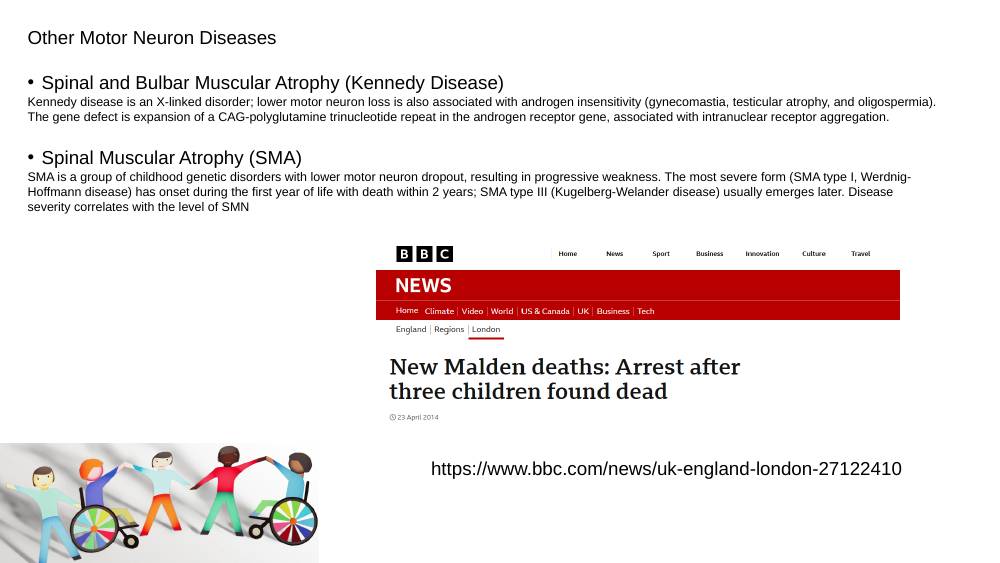 Other Motor Neuron Diseases
• Spinal and Bulbar Muscular Atrophy (Kennedy Disease)
Kennedy disease is an X-linked disorder; lower motor neuron loss is also associated with androgen insensitivity (gynecomastia, testicular atrophy, and oligospermia).
The gene defect is expansion of a CAG-polyglutamine trinucleotide repeat in the androgen receptor gene, associated with intranuclear receptor aggregation.
• Spinal Muscular Atrophy (SMA)
SMA is a group of childhood genetic disorders with lower motor neuron dropout, resulting in progressive weakness. The most severe form (SMA type I, Werdnig-
Hoffmann disease) has onset during the first year of life with death within 2 years; SMA type III (Kugelberg-Welander disease) usually emerges later. Disease
severity correlates with the level of SMN
BBC Home News Sport Business Innovation Culture Travel
NEWS
Home Climate Video World US & Canada UK Business Tech
England Regions London
New Malden deaths: Arrest after
three children found dead
23 April 2014
https://www.bbc.com/news/uk-england-london-27122410